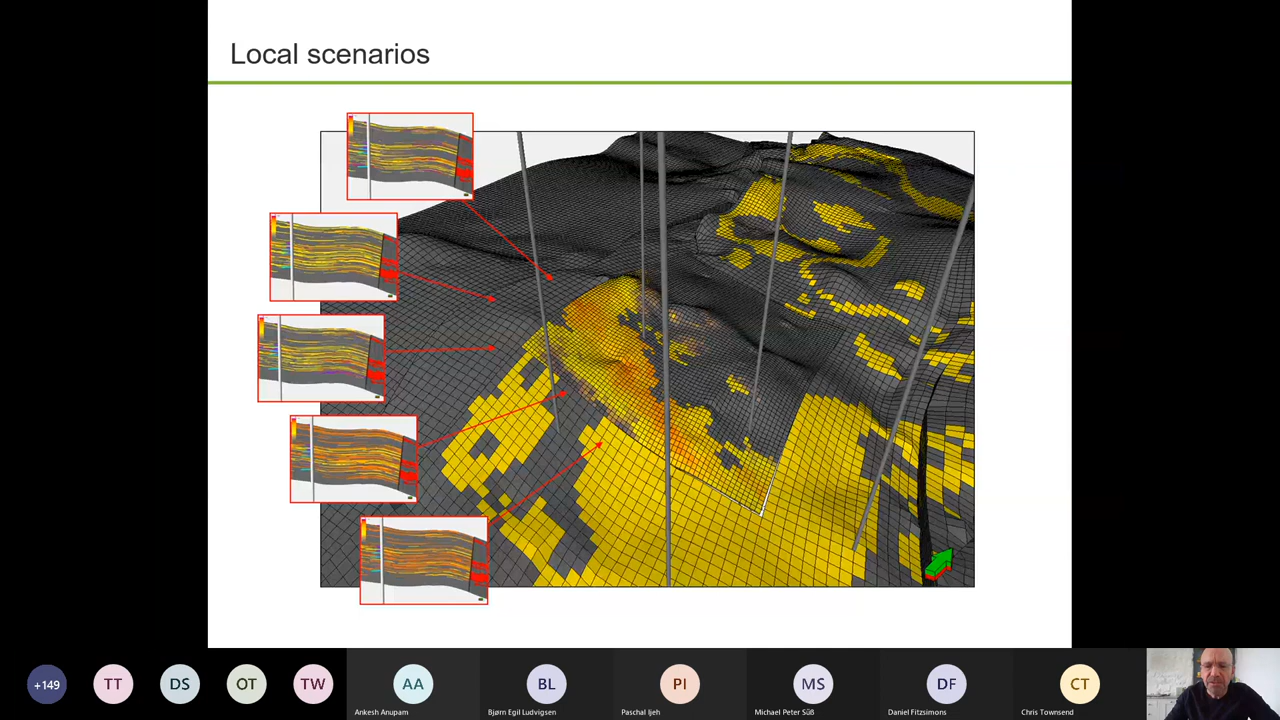 Local scenarios
+149
TT
DS
OT
TW
AA
BL
PI
MS
DF
CT
Ankesh Anupam
Bjørn Egil Ludvigsen
Paschal Ijeh
Michael Peter Süß
Daniel Fitzsimons
Chris Townsend